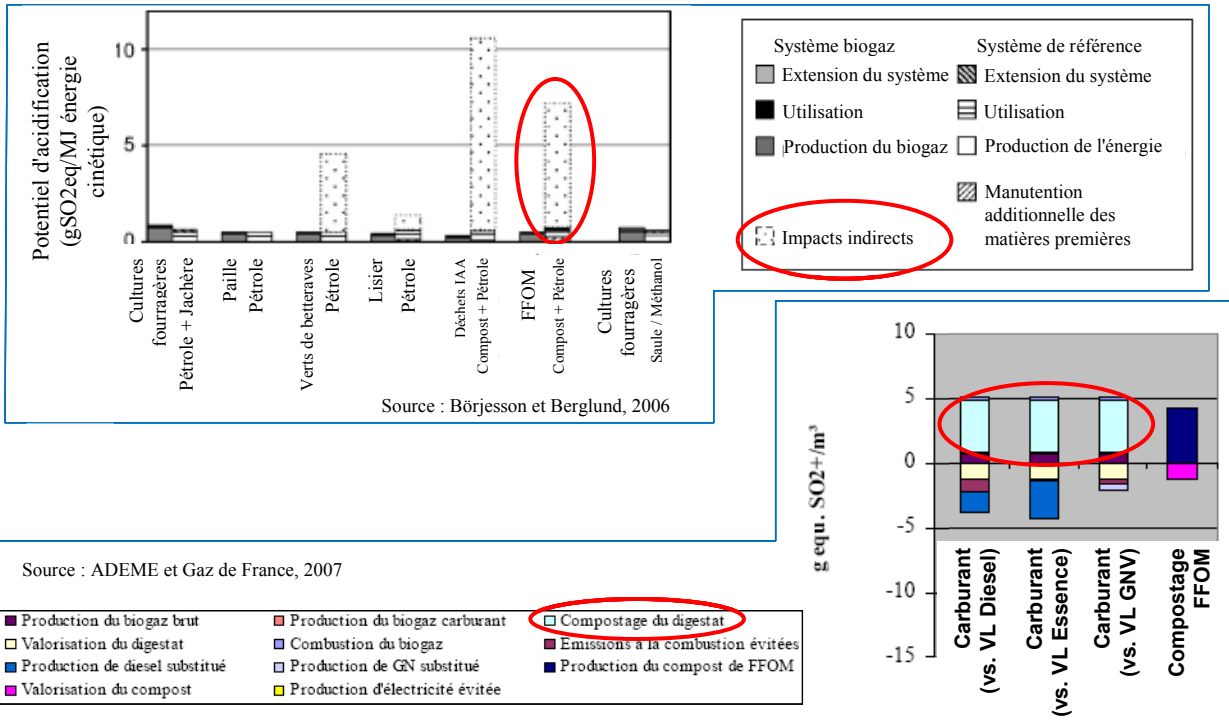 Potentiel d'acidification
(gSO2eq/MJ énergie
cinétique)
10
5
0
Cultures
fourragères
Pétrole + Jachère
Paille
Pétrole
Verts de betteraves
Pétrole
Lisier
Pétrole
Déchets IAA
Compost + Pétrole
FFOM
Compost + Pétrole
Cultures
fourragères
Saule / Méthanol
Source : Börjesson et Berglund, 2006
Système biogaz
Extension du système
Utilisation
Production du biogaz
Impacts indirects
Système de référence
Extension du système
Utilisation
Production de l'énergie
Manutention
additionnelle des
matières premières
g equ. SO2+/m³
10
5
0
-5
-10
-15
Carburant
(vs. VL Diesel)
Carburant
(vs. VL Essence)
Carburant
(vs. VL GNV)
Compostage
FFOM
Source : ADEME et Gaz de France, 2007
Production du biogaz brut
Production du biogaz carburant
Compostage du digestat
Valorisation du digestat
Combustion du biogaz
Emissions à la combustion évitées
Production de diesel substitué
Production de GN substitué
Production du compost de FFOM
Valorisation du compost
Production d'électricité évitée